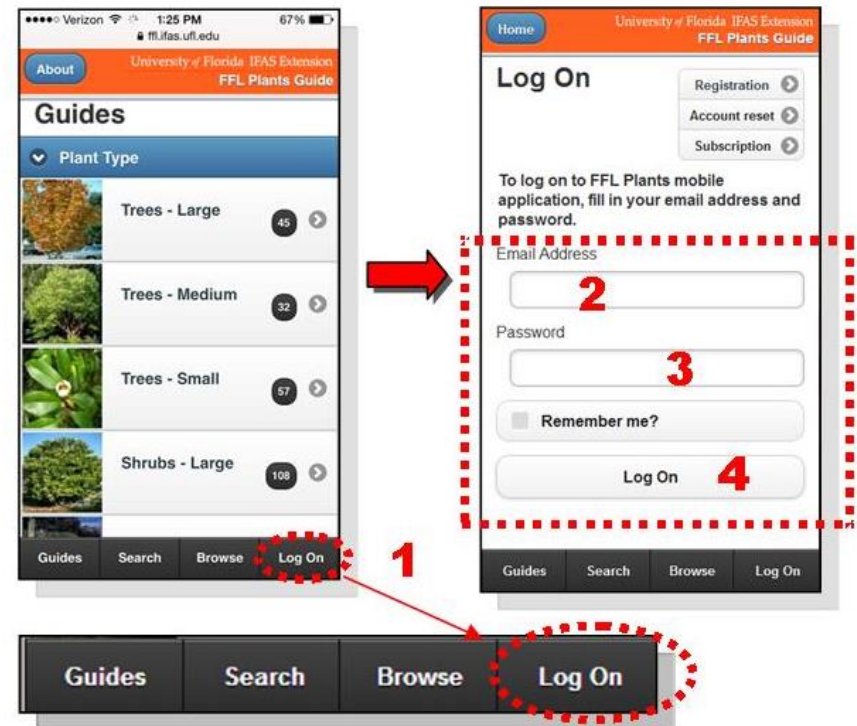 Verizon 1:25 PM 67%
ffl.ifas.ufl.edu
About
University of Florida IFAS Extension
FFL Plants Guide
Guides
Plant Type
Trees - Large 45
Trees - Medium 32
Trees - Small 57
Shrubs - Large 108
Guides Search Browse Log On
1
Home
University of Florida IFAS Extension
FFL Plants Guide
Log On
Registration
Account reset
Subscription
To log on to FFL Plants mobile
application, fill in your email address and
password.
Email Address
2
Password
3
Remember me?
Log On 4
Guides Search Browse Log On
Guides Search Browse Log On